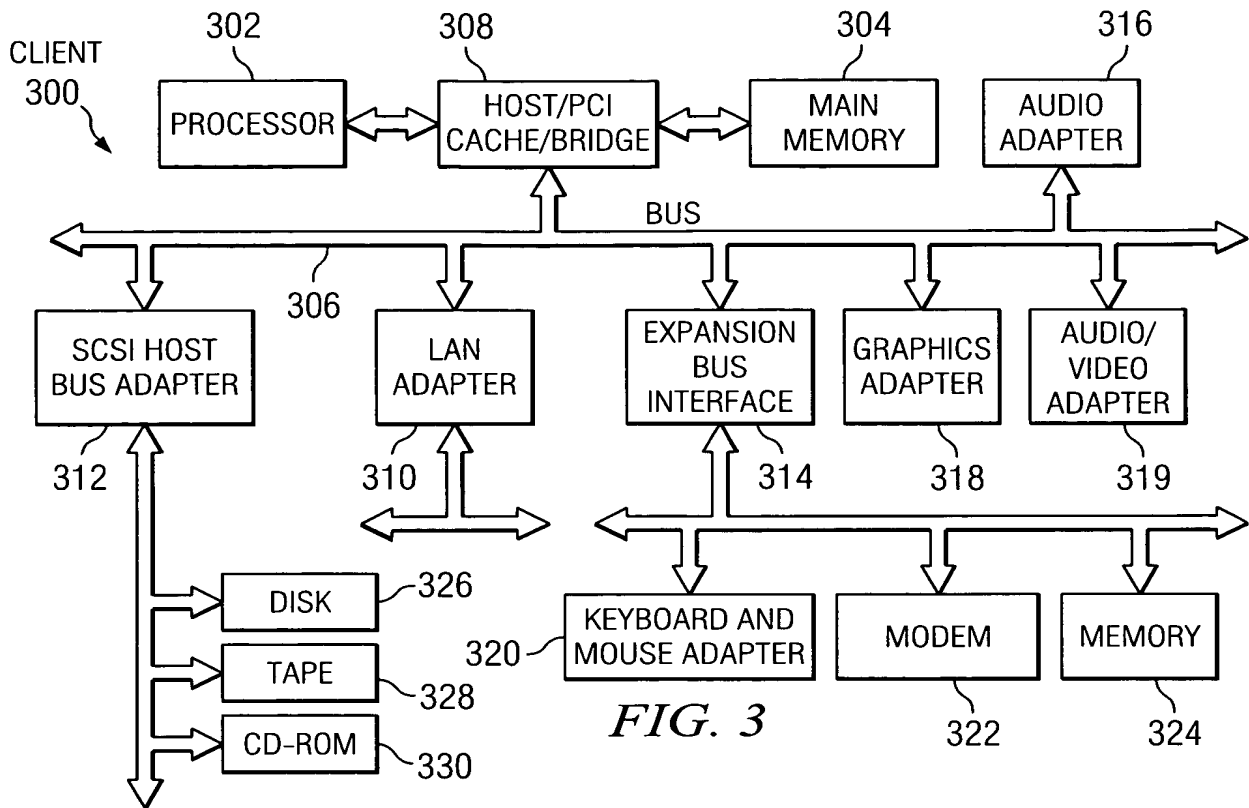 CLIENT
300
302
308
304
316
PROCESSOR
HOST/PCI
CACHE/BRIDGE
MAIN
MEMORY
AUDIO
ADAPTER
BUS
306
SCSI HOST
BUS ADAPTER
LAN
ADAPTER
EXPANSION
BUS
INTERFACE
GRAPHICS
ADAPTER
AUDIO/
VIDEO
ADAPTER
312
310
314
318
319
DISK
326
TAPE
328
CD-ROM
330
320
KEYBOARD AND
MOUSE ADAPTER
MODEM
MEMORY
322
324
FIG. 3